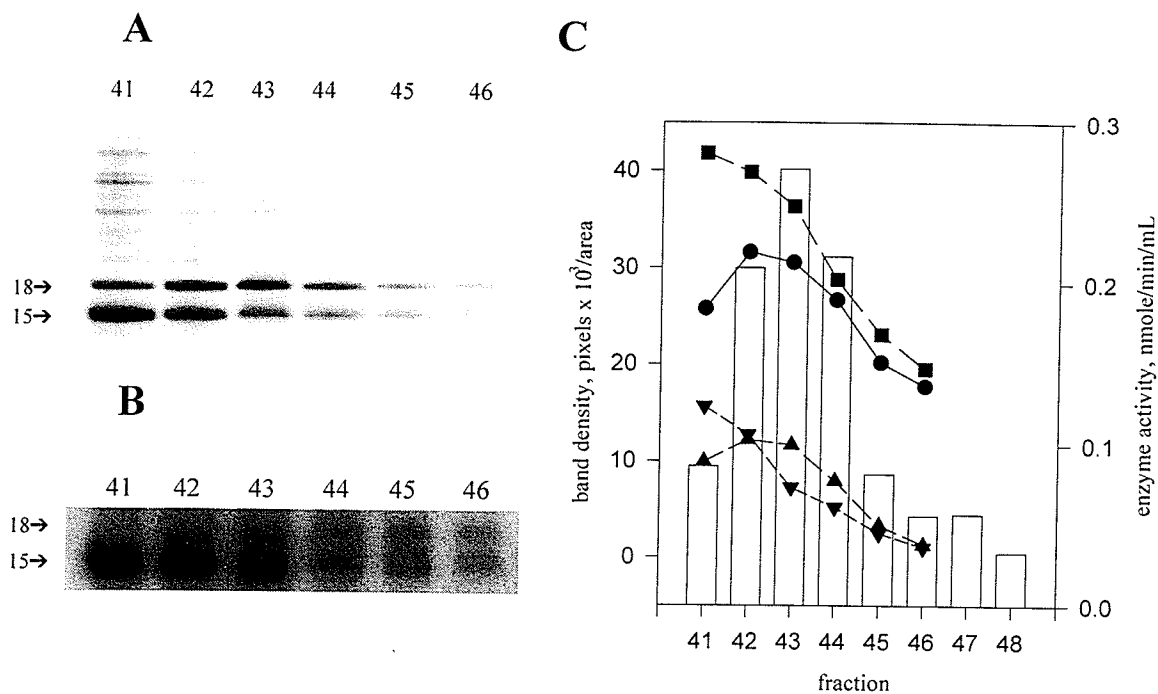 A
41 42 43 44 45 46
18→
15→
B
41 42 43 44 45 46
18→
15→
C
band density, pixels x 10³/area
40
30
20
10
0
0.3
0.2
0.1
0.0
enzyme activity, nmole/min/mL
41 42 43 44 45 46 47 48
fraction